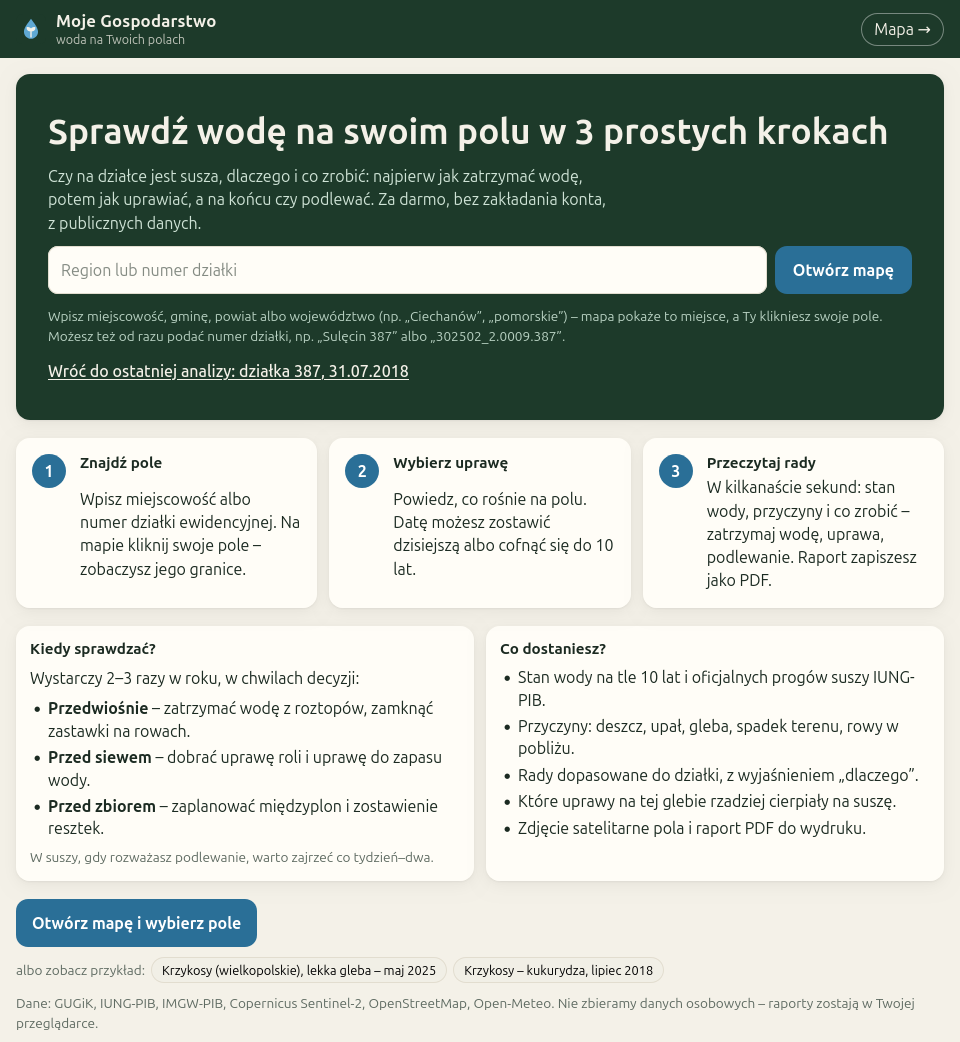 Moje Gospodarstwo
woda na Twoich polach
Mapa →
Sprawdź wodę na swoim polu w 3 prostych krokach
Czy na działce jest susza, dlaczego i co zrobić: najpierw jak zatrzymać wodę,
potem jak uprawiać, a na końcu czy podlewać. Za darmo, bez zakładania konta,
z publicznych danych.
Region lub numer działki
Otwórz mapę
Wpisz miejscowość, gminę, powiat albo województwo (np. „Ciechanów”, „pomorskie”) – mapa pokaże to miejsce, a Ty klikniesz swoje pole.
Możesz też od razu podać numer działki, np. „Sulęcin 387” albo „302502_2.0009.387”.
Wróć do ostatniej analizy: działka 387, 31.07.2018
1
Znajdź pole
Wpisz miejscowość albo
numer działki ewidencyjnej. Na
mapie kliknij swoje pole –
zobaczysz jego granice.
2
Wybierz uprawę
Powiedz, co rośnie na polu.
Datę możesz zostawić
dzisiejszą albo cofnąć się do 10
lat.
3
Przeczytaj rady
W kilkanaście sekund: stan
wody, przyczyny i co zrobić –
zatrzymaj wodę, uprawa,
podlewanie. Raport zapiszesz
jako PDF.
Kiedy sprawdzać?
Wystarczy 2–3 razy w roku, w chwilach decyzji:
• Przedwiośnie – zatrzymać wodę z roztopów, zamknąć
zastawki na rowach.
• Przed siewem – dobrać uprawę roli i uprawę do zapasu
wody.
• Przed zbiorem – zaplanować międzyplon i zostawienie
resztek.
W suszy, gdy rozważasz podlewanie, warto zajrzeć co tydzień–dwa.
Co dostaniesz?
• Stan wody na tle 10 lat i oficjalnych progów suszy IUNG-
PIB.
• Przyczyny: deszcz, upał, gleba, spadek terenu, rowy w
pobliżu.
• Rady dopasowane do działki, z wyjaśnieniem „dlaczego”.
• Które uprawy na tej glebie rzadziej cierpiały na suszę.
• Zdjęcie satelitarne pola i raport PDF do wydruku.
Otwórz mapę i wybierz pole
albo zobacz przykład:
Krzykosy (wielkopolskie), lekka gleba – maj 2025
Krzykosy – kukurydza, lipiec 2018
Dane: GUGiK, IUNG-PIB, IMGW-PIB, Copernicus Sentinel-2, OpenStreetMap, Open-Meteo. Nie zbieramy danych osobowych – raporty zostają w Twojej
przeglądarce.